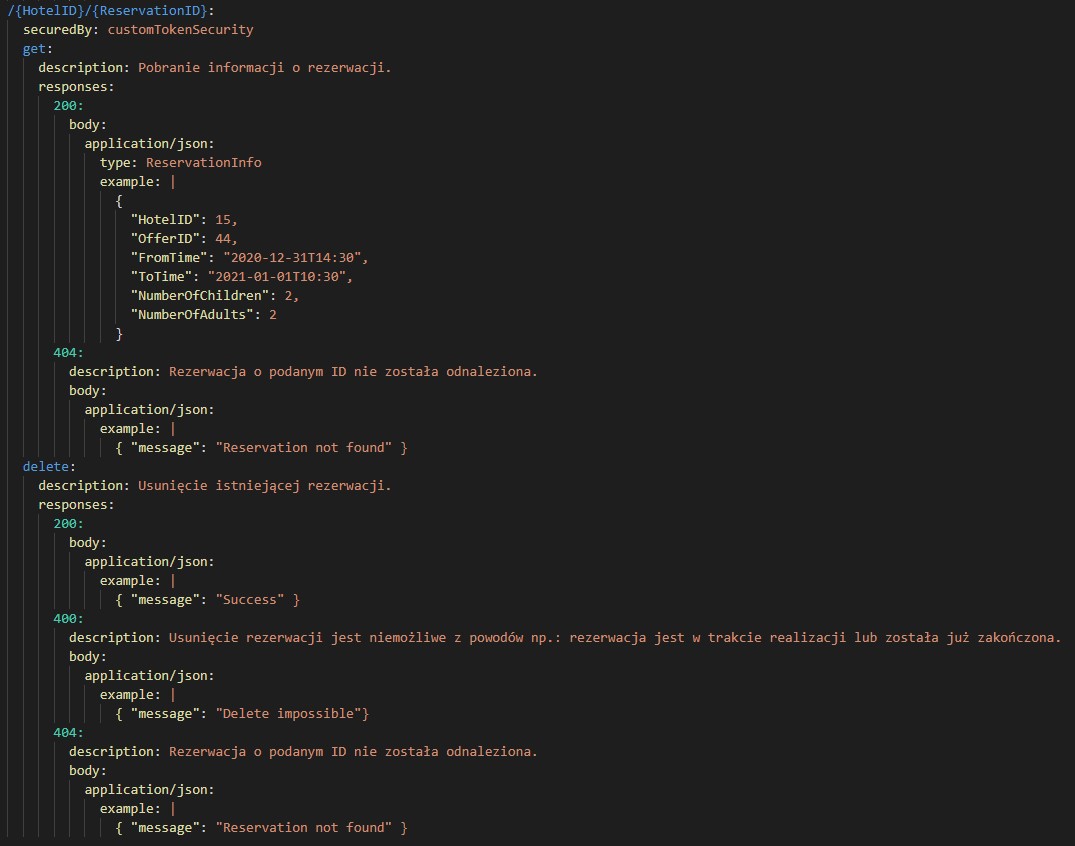 /{HotelID}/{ReservationID}:
securedBy: customTokenSecurity
get:
description: Pobranie informacji o rezerwacji.
responses:
200:
body:
application/json:
type: ReservationInfo
example: |
{
"HotelID": 15,
"OfferID": 44,
"FromTime": "2020-12-31T14:30",
"ToTime": "2021-01-01T10:30",
"NumberOfChildren": 2,
"NumberOfAdults": 2
}
404:
description: Rezerwacja o podanym ID nie została odnaleziona.
body:
application/json:
example: |
{ "message": "Reservation not found" }
delete:
description: Usunięcie istniejącej rezerwacji.
responses:
200:
body:
application/json:
example: |
{ "message": "Success" }
400:
description: Usunięcie rezerwacji jest niemożliwe z powodów np.: rezerwacja jest w trakcie realizacji lub została już zakończona.
body:
application/json:
example: |
{ "message": "Delete impossible"}
404:
description: Rezerwacja o podanym ID nie została odnaleziona.
body:
application/json:
example: |
{ "message": "Reservation not found" }